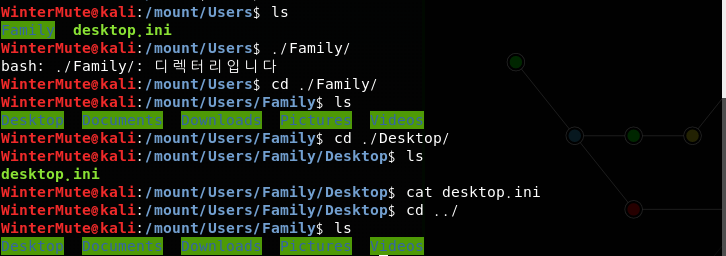 WinterMute@kali:/mount/Users$ ls
Family  desktop.ini
WinterMute@kali:/mount/Users$ ./Family/
bash: ./Family/: 디렉터리입니다
WinterMute@kali:/mount/Users$ cd ./Family/
WinterMute@kali:/mount/Users/Family$ ls
Desktop  Documents  Downloads  Pictures  Videos
WinterMute@kali:/mount/Users/Family$ cd ./Desktop/
WinterMute@kali:/mount/Users/Family/Desktop$ ls
desktop.ini
WinterMute@kali:/mount/Users/Family/Desktop$ cat desktop.ini
WinterMute@kali:/mount/Users/Family/Desktop$ cd ../
WinterMute@kali:/mount/Users/Family$ ls
Desktop  Documents  Downloads  Pictures  Videos